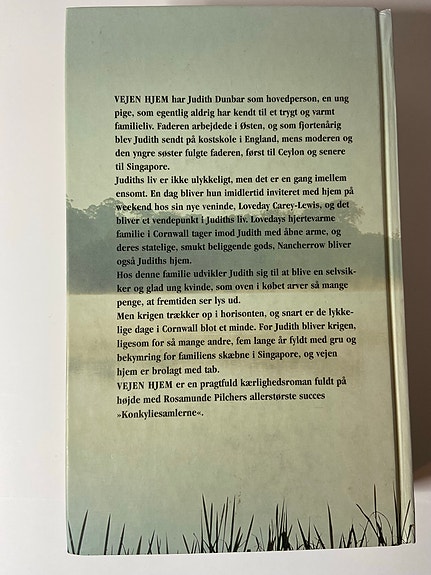 VEJEN HJEM har Judith Dunbar som hovedperson, en ung
pige, som egentlig aldrig har kendt til et trygt og varmt
familieliv. Faderen arbejdede i Østen, og som fjortenårig
blev Judith sendt på kostskole i England, mens moderen og
den yngre søster fulgte faderen, først til Ceylon og senere
til Singapore.
Judiths liv er ikke ulykkeligt, men det er en gang imellem
ensomt. En dag bliver hun imidlertid inviteret med hjem på
weekend hos sin nye veninde, Loveday Carey-Lewis, og det
bliver et vendepunkt i Judiths liv. Lovedays hjertevarme
familie i Cornwall tager imod Judith med åbne arme, og
deres statelige, smukt beliggende gods, Nancherrow bliver
også Judiths hjem.
Hos denne familie udvikler Judith sig til at blive en selvsik-
ker og glad ung kvinde, som oven i købet arver så mange
penge, at fremtiden ser lys ud.
Men krigen trækker op i horisonten, og snart er de lykke-
lige dage i Cornwall blot et minde. For Judith bliver krigen,
ligesom for så mange andre, fem lange år fyldt med gru og
bekymring for familiens skæbne i Singapore, og vejen
hjem er brolagt med tab.
VEJEN HJEM er en pragtfuld kærlighedsroman fuldt på
højde med Rosamunde Pilchers allerstørste succes
»Konkyliesamlerne«.